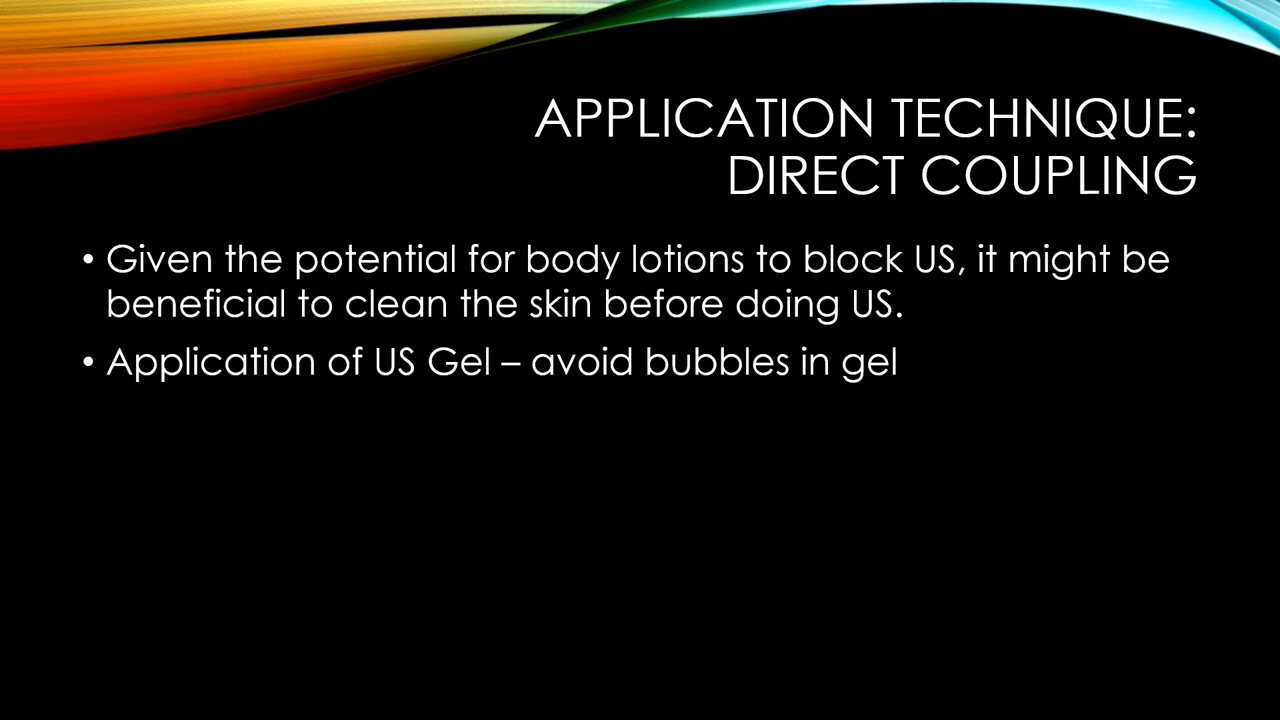 APPLICATION TECHNIQUE:
DIRECT COUPLING
• Given the potential for body lotions to block US, it might be
beneficial to clean the skin before doing US.
• Application of US Gel – avoid bubbles in gel